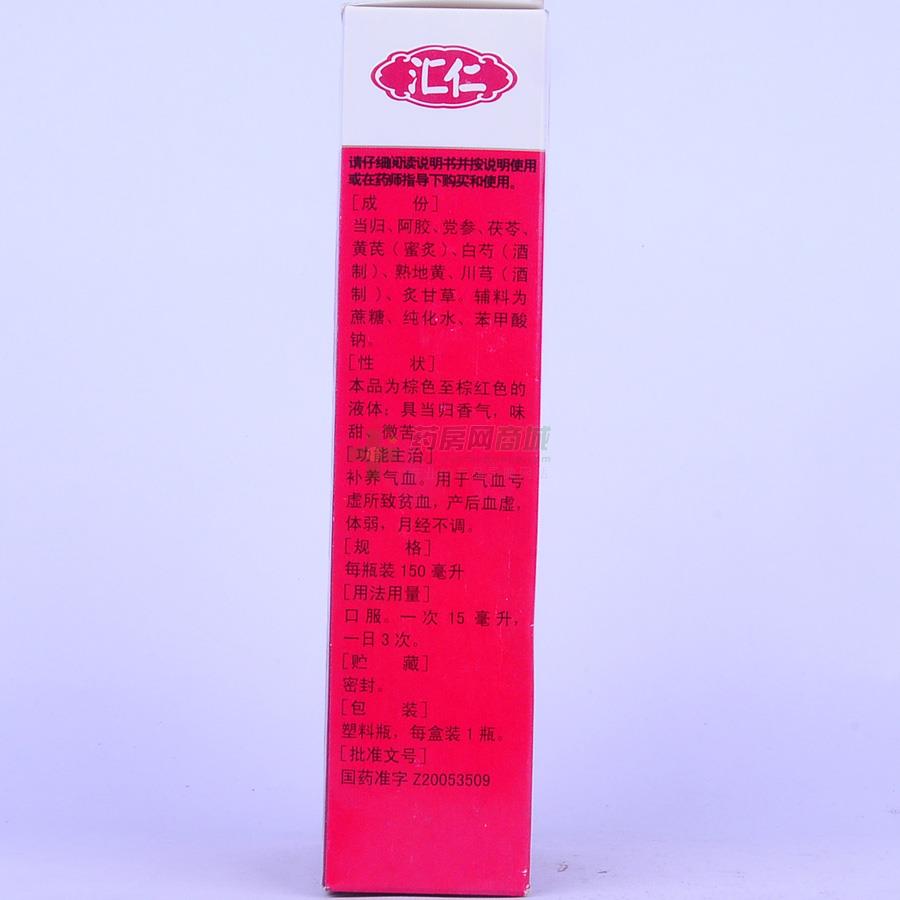 汇仁
请仔细阅读说明书并按说明使用
或在药师指导下购买和使用。
[成 份]
当归、阿胶、党参、茯苓、
黄芪（蜜炙）、白芍（酒
制）、熟地黄、川芎（酒
制）、炙甘草。辅料为
蔗糖、纯化水、苯甲酸
钠。
[性 状]
本品为棕色至棕红色的
液体；具当归香气，味
甜、微苦。
药房网商城
[功能主治]
补养气血。用于气血亏
虚所致贫血，产后血虚，
体弱，月经不调。
[规 格]
每瓶装150毫升
[用法用量]
口服。一次15毫升，
一日3次。
[贮 藏]
密封。
[包 装]
塑料瓶，每盒装1瓶。
[批准文号]
国药准字Z20053509